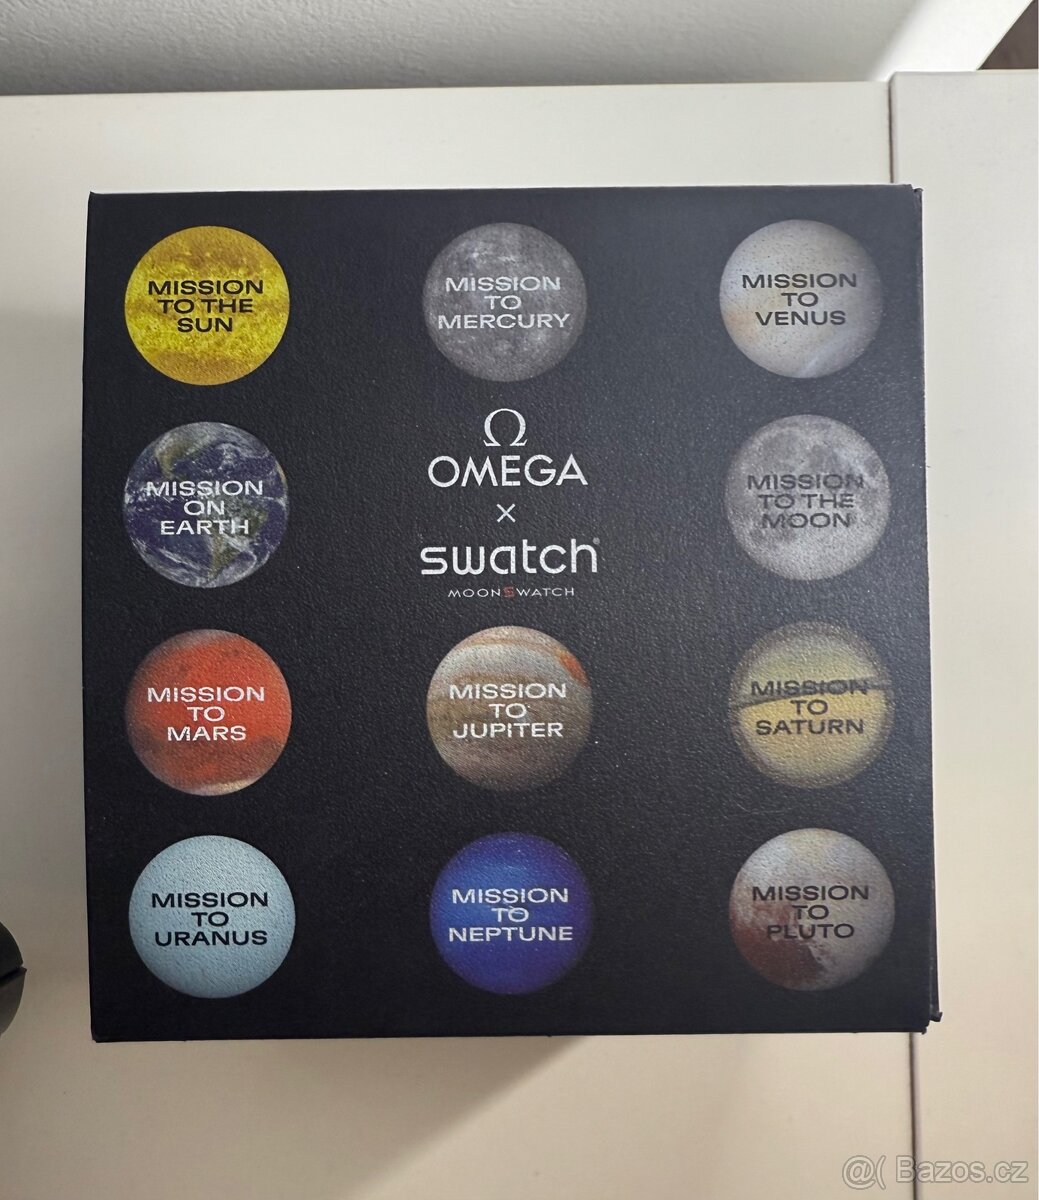 MISSION
TO THE
SUN
MISSION
TO
MERCURY
MISSION
TO
VENUS
MISSION
ON
EARTH
Ω
OMEGA
×
swatch®
MOONSWATCH
MISSION
TO THE
MOON
MISSION
TO
MARS
MISSION
TO
JUPITER
MISSION
TO
SATURN
MISSION
TO
URANUS
MISSION
TO
NEPTUNE
MISSION
TO
PLUTO
@( Bazos.cz